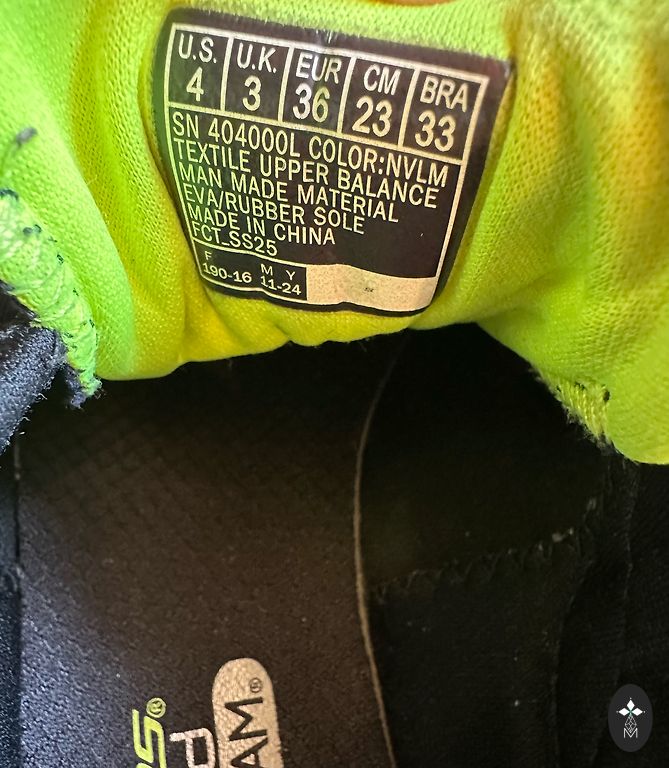 U.S. U.K. EUR CM BRA
4 3 36 23 33
SN 404000L COLOR:NVLM
TEXTILE UPPER BALANCE
MAN MADE MATERIAL
EVA/RUBBER SOLE
MADE IN CHINA
FCT_SS25
F M Y
190-16 11-24
AM®